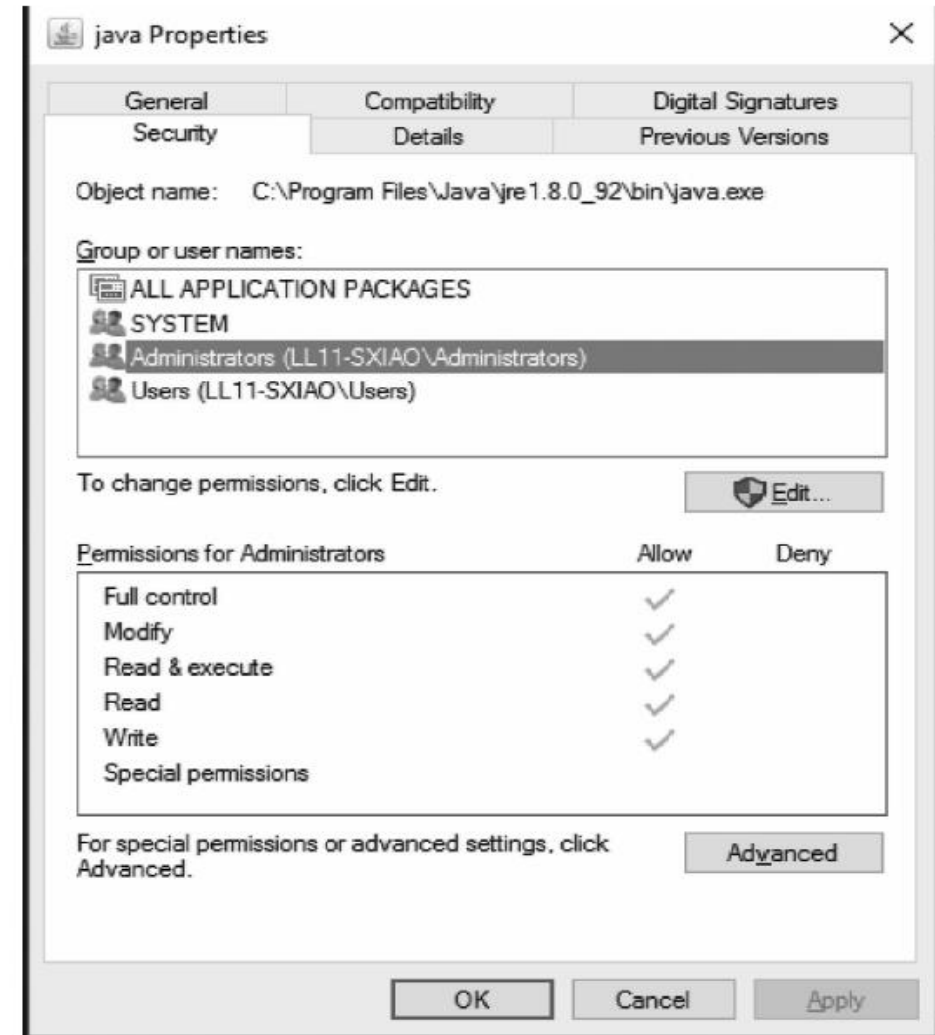 java Properties
General Compatibility Digital Signatures
Security Details Previous Versions
Object name: C:\Program Files\Java\jre1.8.0_92\bin\java.exe
Group or user names:
ALL APPLICATION PACKAGES
SYSTEM
Administrators (LL11-SXIAO\Administrators)
Users (LL11-SXIAO\Users)
To change permissions, click Edit.
Edit...
Permissions for Administrators Allow Deny
Full control
Modify
Read & execute
Read
Write
Special permissions
For special permissions or advanced settings, click
Advanced.
Advanced
OK Cancel Apply